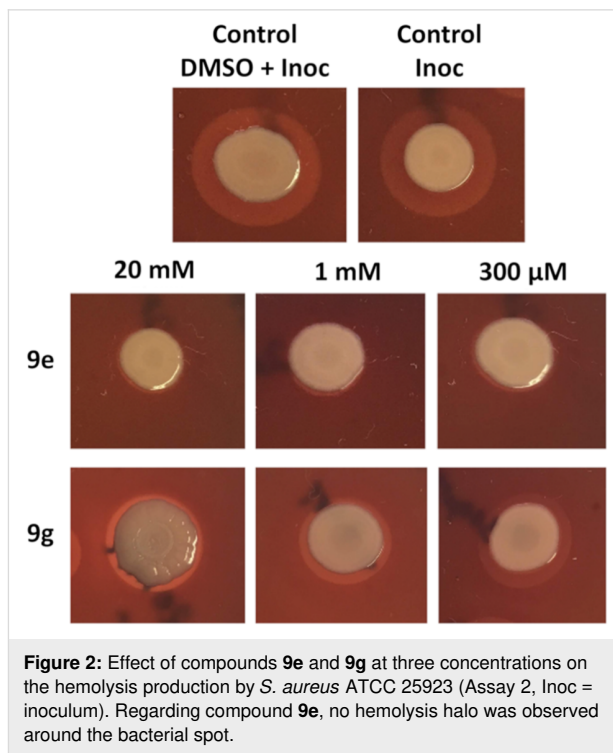 Control
DMSO + Inoc
Control
Inoc
20 mM
1 mM
300 µM
9e
9g
Figure 2: Effect of compounds 9e and 9g at three concentrations on
the hemolysis production by S. aureus ATCC 25923 (Assay 2, Inoc =
inoculum). Regarding compound 9e, no hemolysis halo was observed
around the bacterial spot.